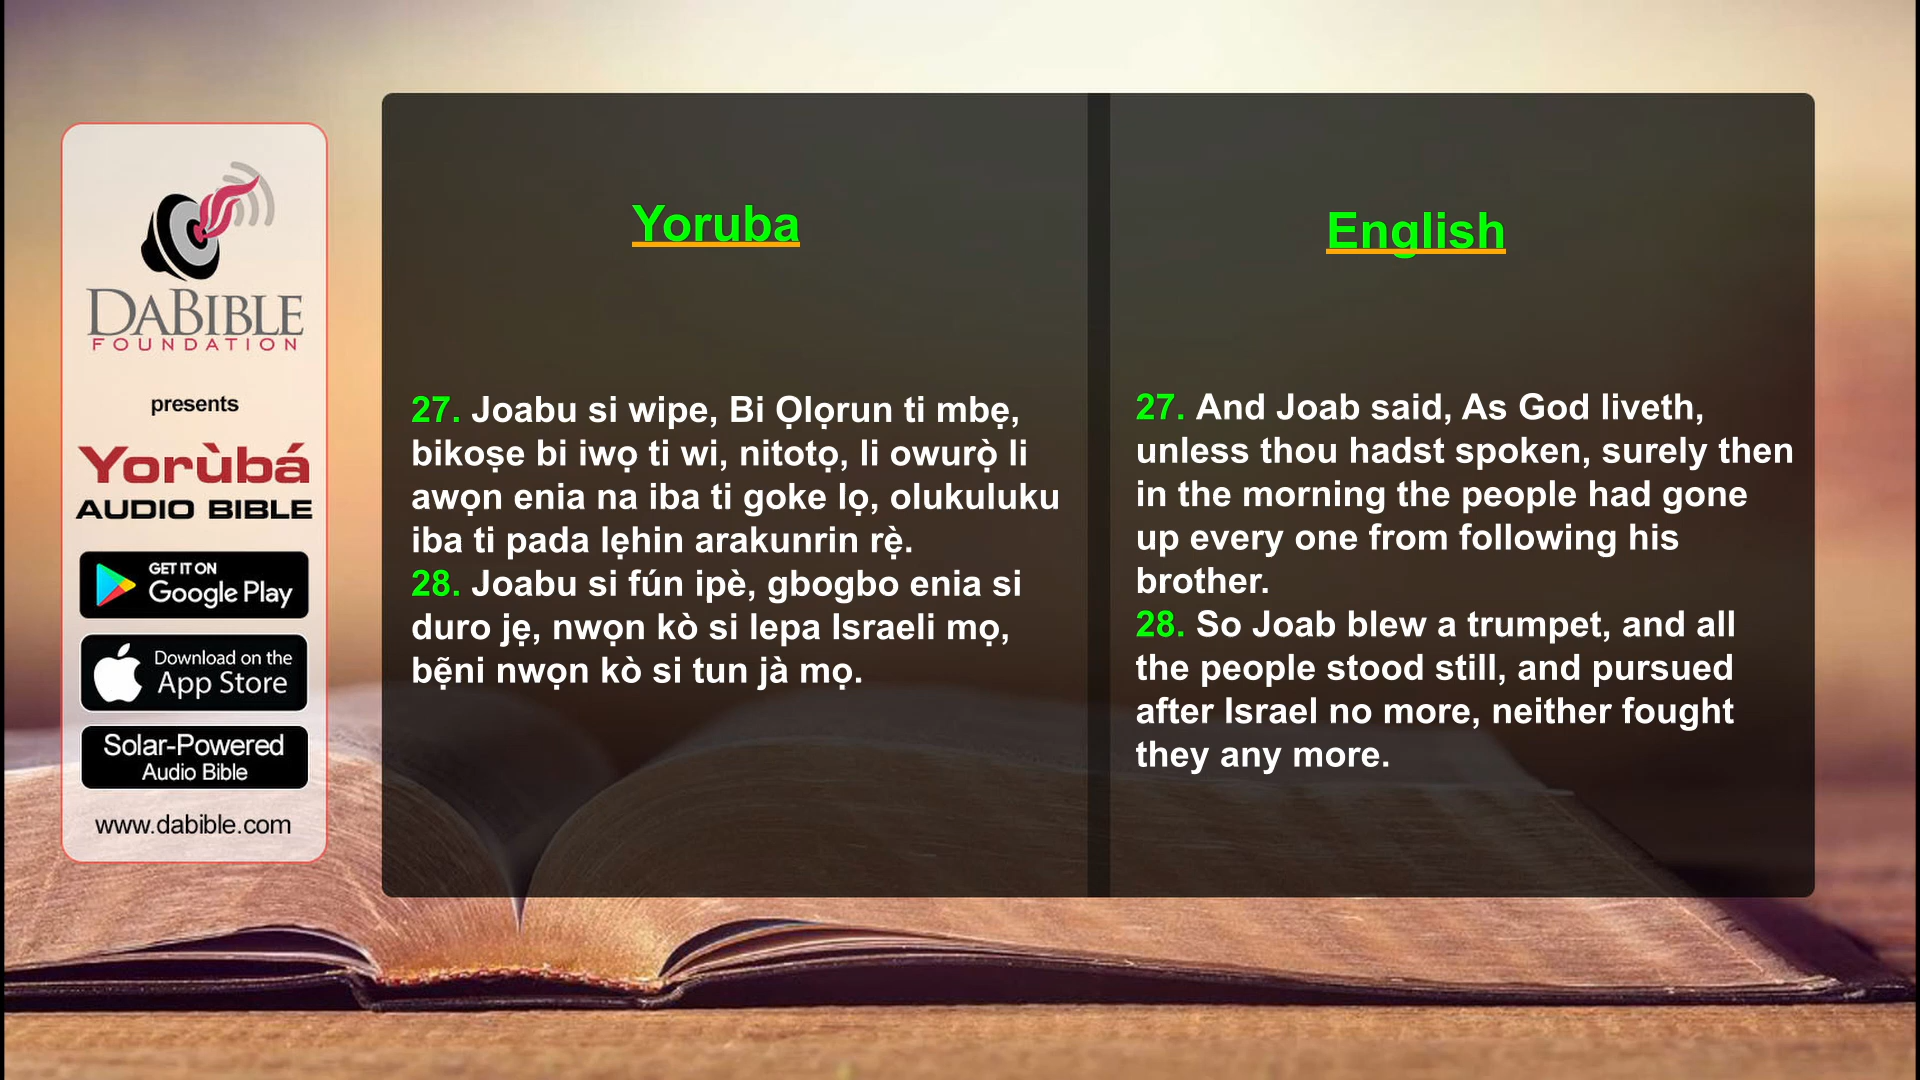 DABIBLE
FOUNDATION
presents
Yorùbá
AUDIO BIBLE
GET IT ON
Google Play
Download on the
App Store
Solar-Powered
Audio Bible
www.dabible.com
Yoruba
27. Joabu si wipe, Bi Ọlọrun ti mbẹ,
bikoṣe bi iwọ ti wi, nitotọ, li owurọ̀ li
awọn enia na iba ti goke lọ, olukuluku
iba ti pada lẹhin arakunrin rẹ̀.
28. Joabu si fún ipè, gbogbo enia si
duro jẹ, nwọn kò si lepa Israeli mọ,
bẹ̃ni nwọn kò si tun jà mọ.
English
27. And Joab said, As God liveth,
unless thou hadst spoken, surely then
in the morning the people had gone
up every one from following his
brother.
28. So Joab blew a trumpet, and all
the people stood still, and pursued
after Israel no more, neither fought
they any more.